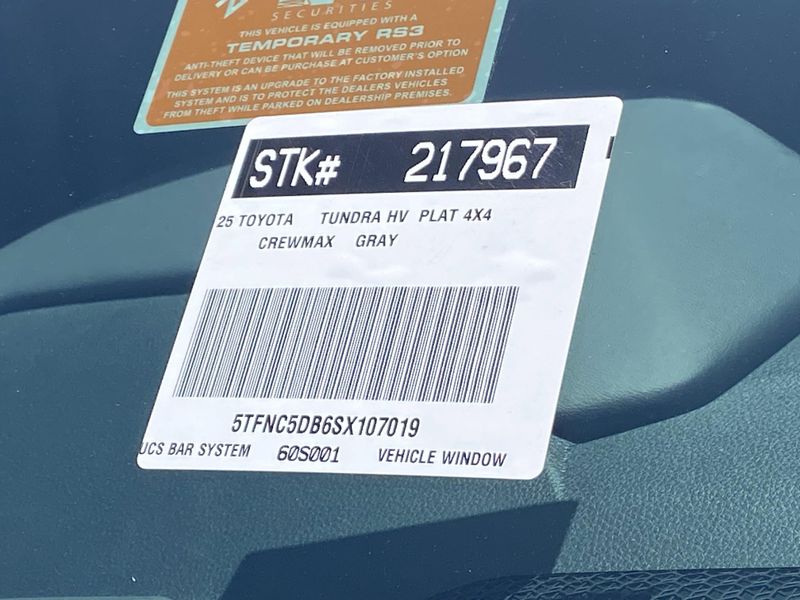 SECURITIES
THIS VEHICLE IS EQUIPPED WITH A
TEMPORARY RS3
ANTI-THEFT DEVICE THAT WILL BE REMOVED PRIOR TO
DELIVERY OR CAN BE PURCHASE AT CUSTOMER'S OPTION
THIS SYSTEM IS AN UPGRADE TO THE FACTORY INSTALLED
SYSTEM AND IS TO PROTECT THE DEALERS VEHICLES
FROM THEFT WHILE PARKED ON DEALERSHIP PREMISES.
STK# 217967
25 TOYOTA TUNDRA HV PLAT 4X4
CREWMAX GRAY
5TFNC5DB6SX107019
UCS BAR SYSTEM 60S001 VEHICLE WINDOW